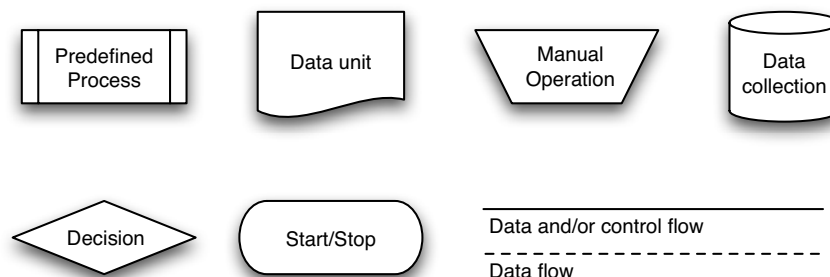 Predefined
Process
Data unit
Manual
Operation
Data
collection
Decision
Start/Stop
Data and/or control flow
Data flow